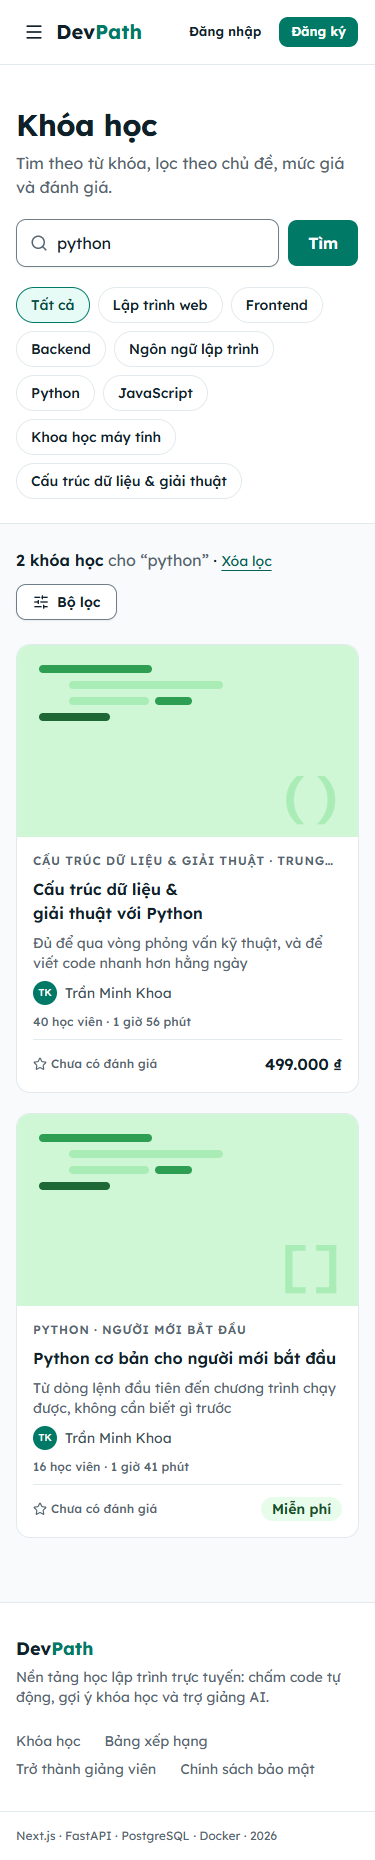 DevPath
Đăng nhập
Đăng ký
Khóa học
Tìm theo từ khóa, lọc theo chủ đề, mức giá
và đánh giá.
python
Tìm
Tất cả
Lập trình web
Frontend
Backend
Ngôn ngữ lập trình
Python
JavaScript
Khoa học máy tính
Cấu trúc dữ liệu & giải thuật
2 khóa học cho “python” · Xóa lọc
Bộ lọc
( )
CẤU TRÚC DỮ LIỆU & GIẢI THUẬT · TRUNG...
Cấu trúc dữ liệu &
giải thuật với Python
Đủ để qua vòng phỏng vấn kỹ thuật, và để
viết code nhanh hơn hằng ngày
TK Trần Minh Khoa
40 học viên · 1 giờ 56 phút
Chưa có đánh giá
499.000 ₫
[ ]
PYTHON · NGƯỜI MỚI BẮT ĐẦU
Python cơ bản cho người mới bắt đầu
Từ dòng lệnh đầu tiên đến chương trình chạy
được, không cần biết gì trước
TK Trần Minh Khoa
16 học viên · 1 giờ 41 phút
Chưa có đánh giá
Miễn phí
DevPath
Nền tảng học lập trình trực tuyến: chấm code tự
động, gợi ý khóa học và trợ giảng AI.
Khóa học
Bảng xếp hạng
Trở thành giảng viên
Chính sách bảo mật
Next.js · FastAPI · PostgreSQL · Docker · 2026